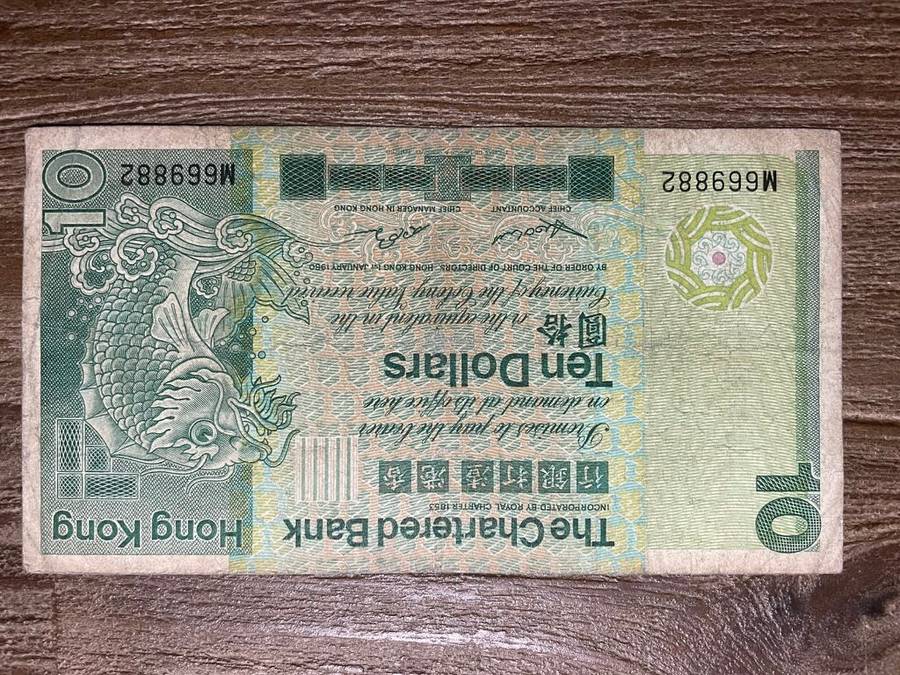 10
The Chartered Bank
INCORPORATED BY ROYAL CHARTER 1853
Hong Kong
香港渣打銀行
Promises to pay the bearer
on demand at its office here
Ten Dollars
拾圓
or the equivalent in the
Currency of the Colony Value received
BY ORDER OF THE COURT OF DIRECTORS · HONG KONG 1ST JANUARY 1980
CHIEF ACCOUNTANT
CHIEF MANAGER IN HONG KONG
M669882
M669882
10